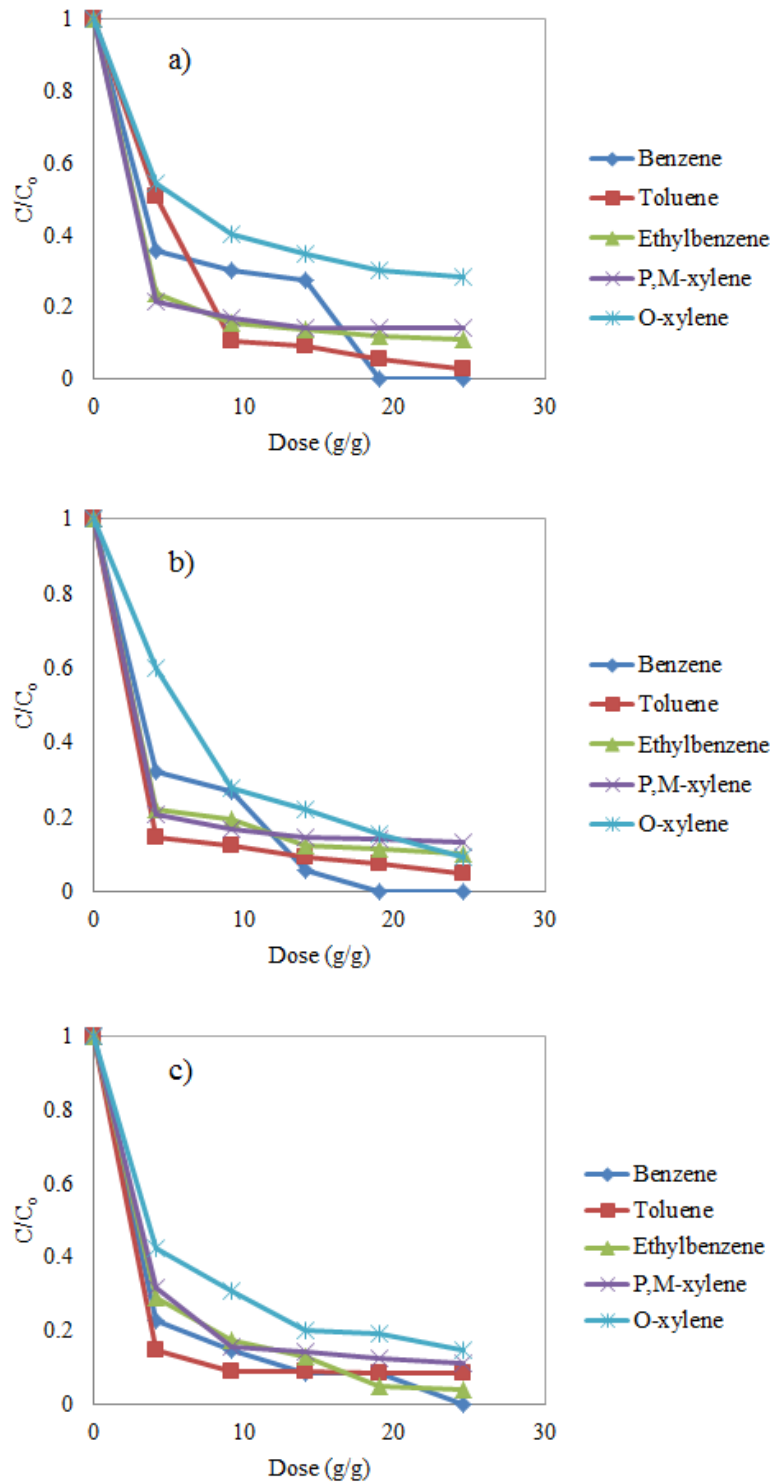 a)
C/Co
1
0.8
0.6
0.4
0.2
0
0 10 20 30
Dose (g/g)
Benzene
Toluene
Ethylbenzene
P,M-xylene
O-xylene
b)
C/Co
1
0.8
0.6
0.4
0.2
0
0 10 20 30
Dose (g/g)
Benzene
Toluene
Ethylbenzene
P,M-xylene
O-xylene
c)
C/Co
1
0.8
0.6
0.4
0.2
0
0 10 20 30
Dose (g/g)
Benzene
Toluene
Ethylbenzene
P,M-xylene
O-xylene